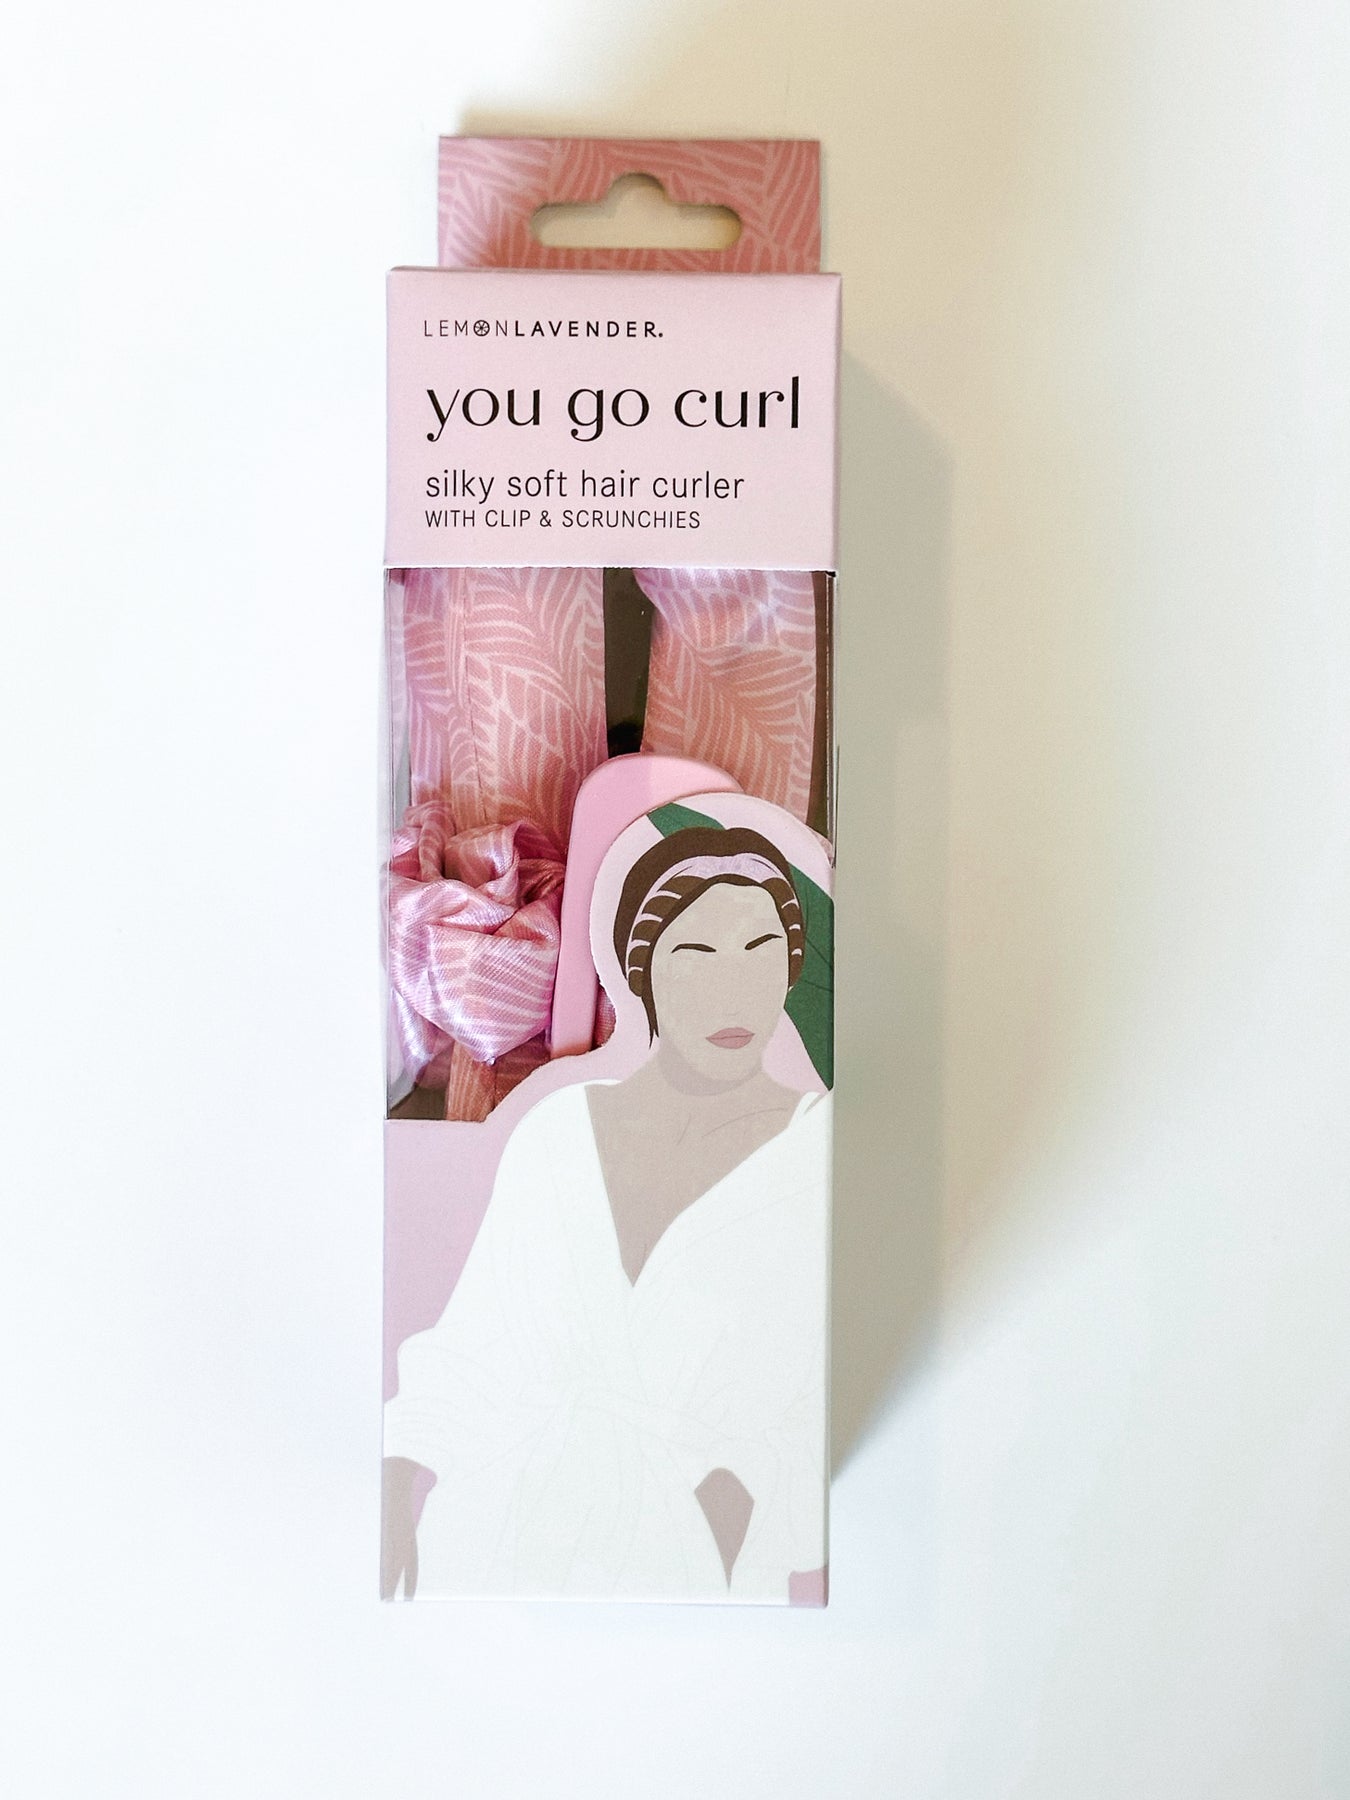 LEMONLAVENDER.
you go curl
silky soft hair curler
WITH CLIP & SCRUNCHIES